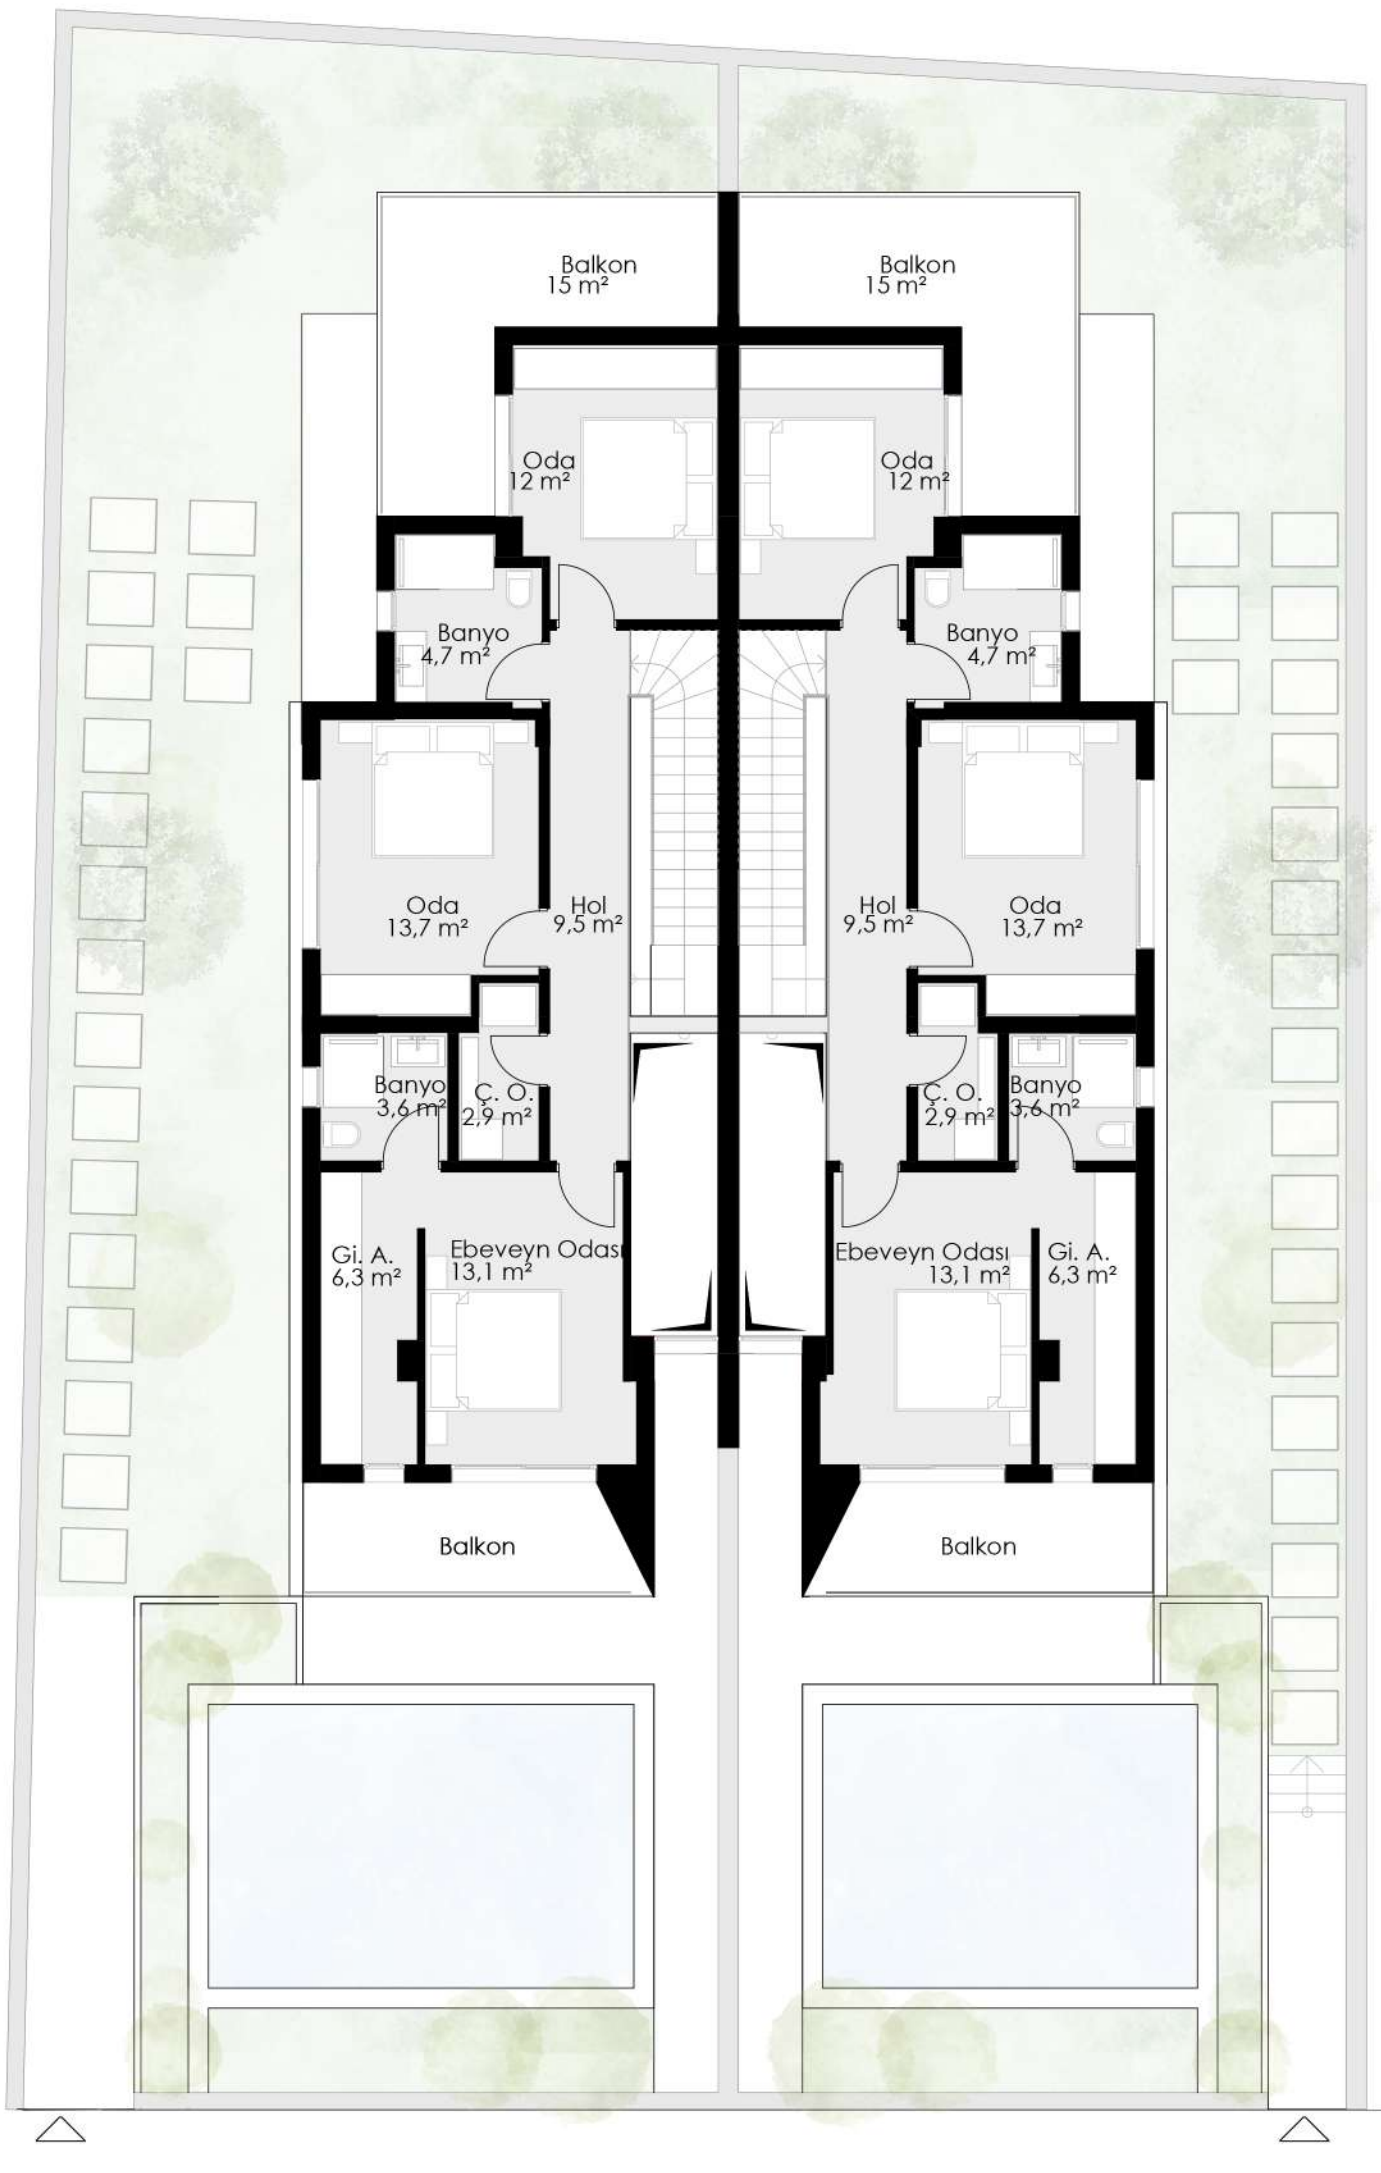 Balkon
15 m²
Balkon
15 m²
Oda
12 m²
Oda
12 m²
Banyo
4,7 m²
Banyo
4,7 m²
Oda
13,7 m²
Hol
9,5 m²
Hol
9,5 m²
Oda
13,7 m²
Banyo
3,6 m²
Ç. O.
2,9 m²
Ç. O.
2,9 m²
Banyo
3,6 m²
Gi. A.
6,3 m²
Ebeveyn Odası
13,1 m²
Ebeveyn Odası
13,1 m²
Gi. A.
6,3 m²
Balkon
Balkon